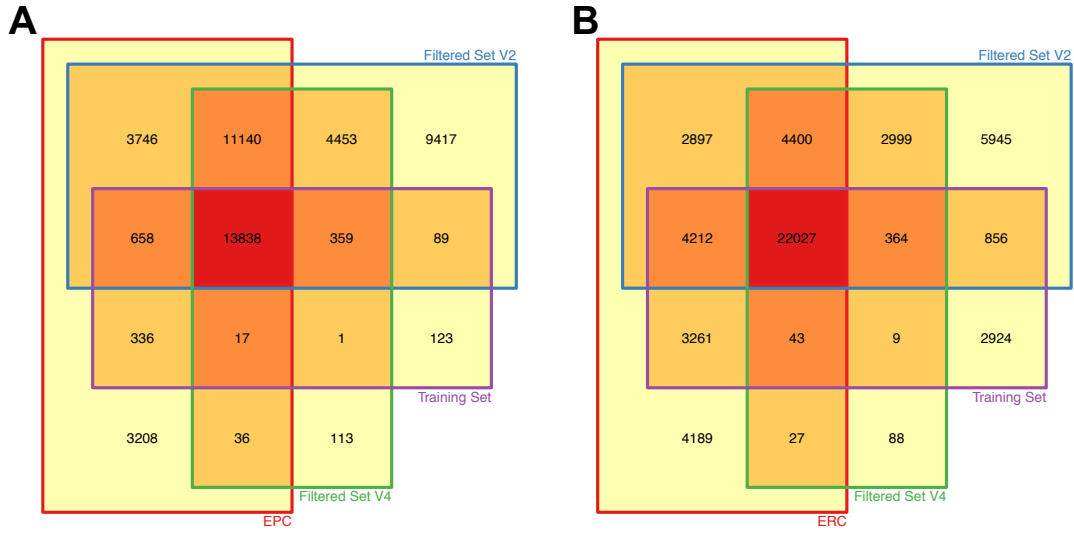 A
B
Filtered Set V2
Filtered Set V2
3746 11140 4453 9417
2897 4400 2999 5945
658 13838 359 89
4212 22027 364 856
336 17 1 123
3261 43 9 2924
Training Set
Training Set
3208 36 113
4189 27 88
Filtered Set V4
Filtered Set V4
EPC
ERC